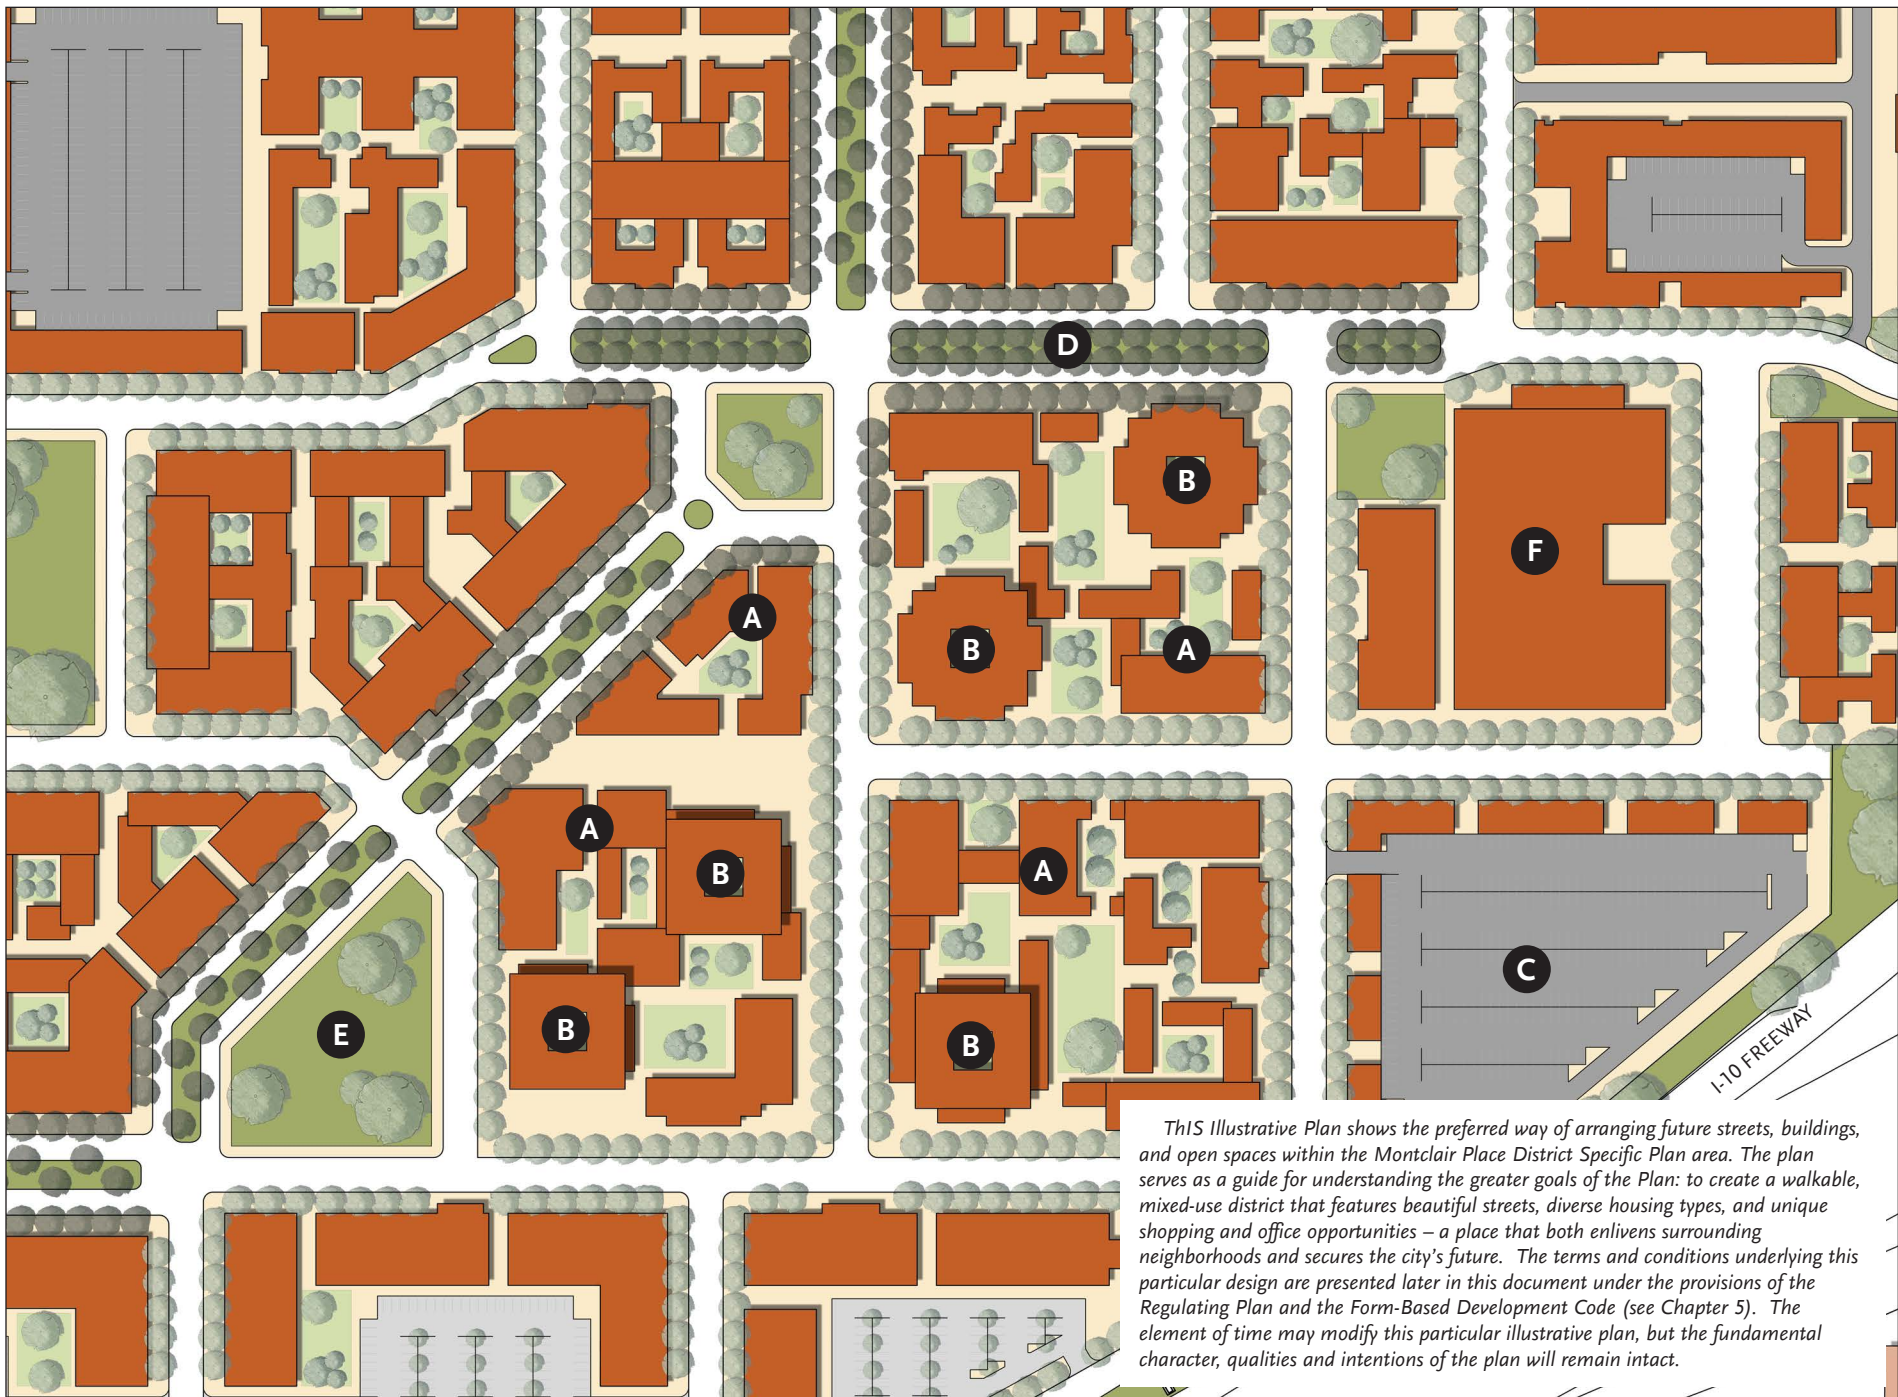 D
B
F
A
B
A
A
B
A
C
B
E
B
I-10 FREEWAY
ThIS Illustrative Plan shows the preferred way of arranging future streets, buildings,
and open spaces within the Montclair Place District Specific Plan area. The plan
serves as a guide for understanding the greater goals of the Plan: to create a walkable,
mixed-use district that features beautiful streets, diverse housing types, and unique
shopping and office opportunities – a place that both enlivens surrounding
neighborhoods and secures the city's future. The terms and conditions underlying this
particular design are presented later in this document under the provisions of the
Regulating Plan and the Form-Based Development Code (see Chapter 5). The
element of time may modify this particular illustrative plan, but the fundamental
character, qualities and intentions of the plan will remain intact.